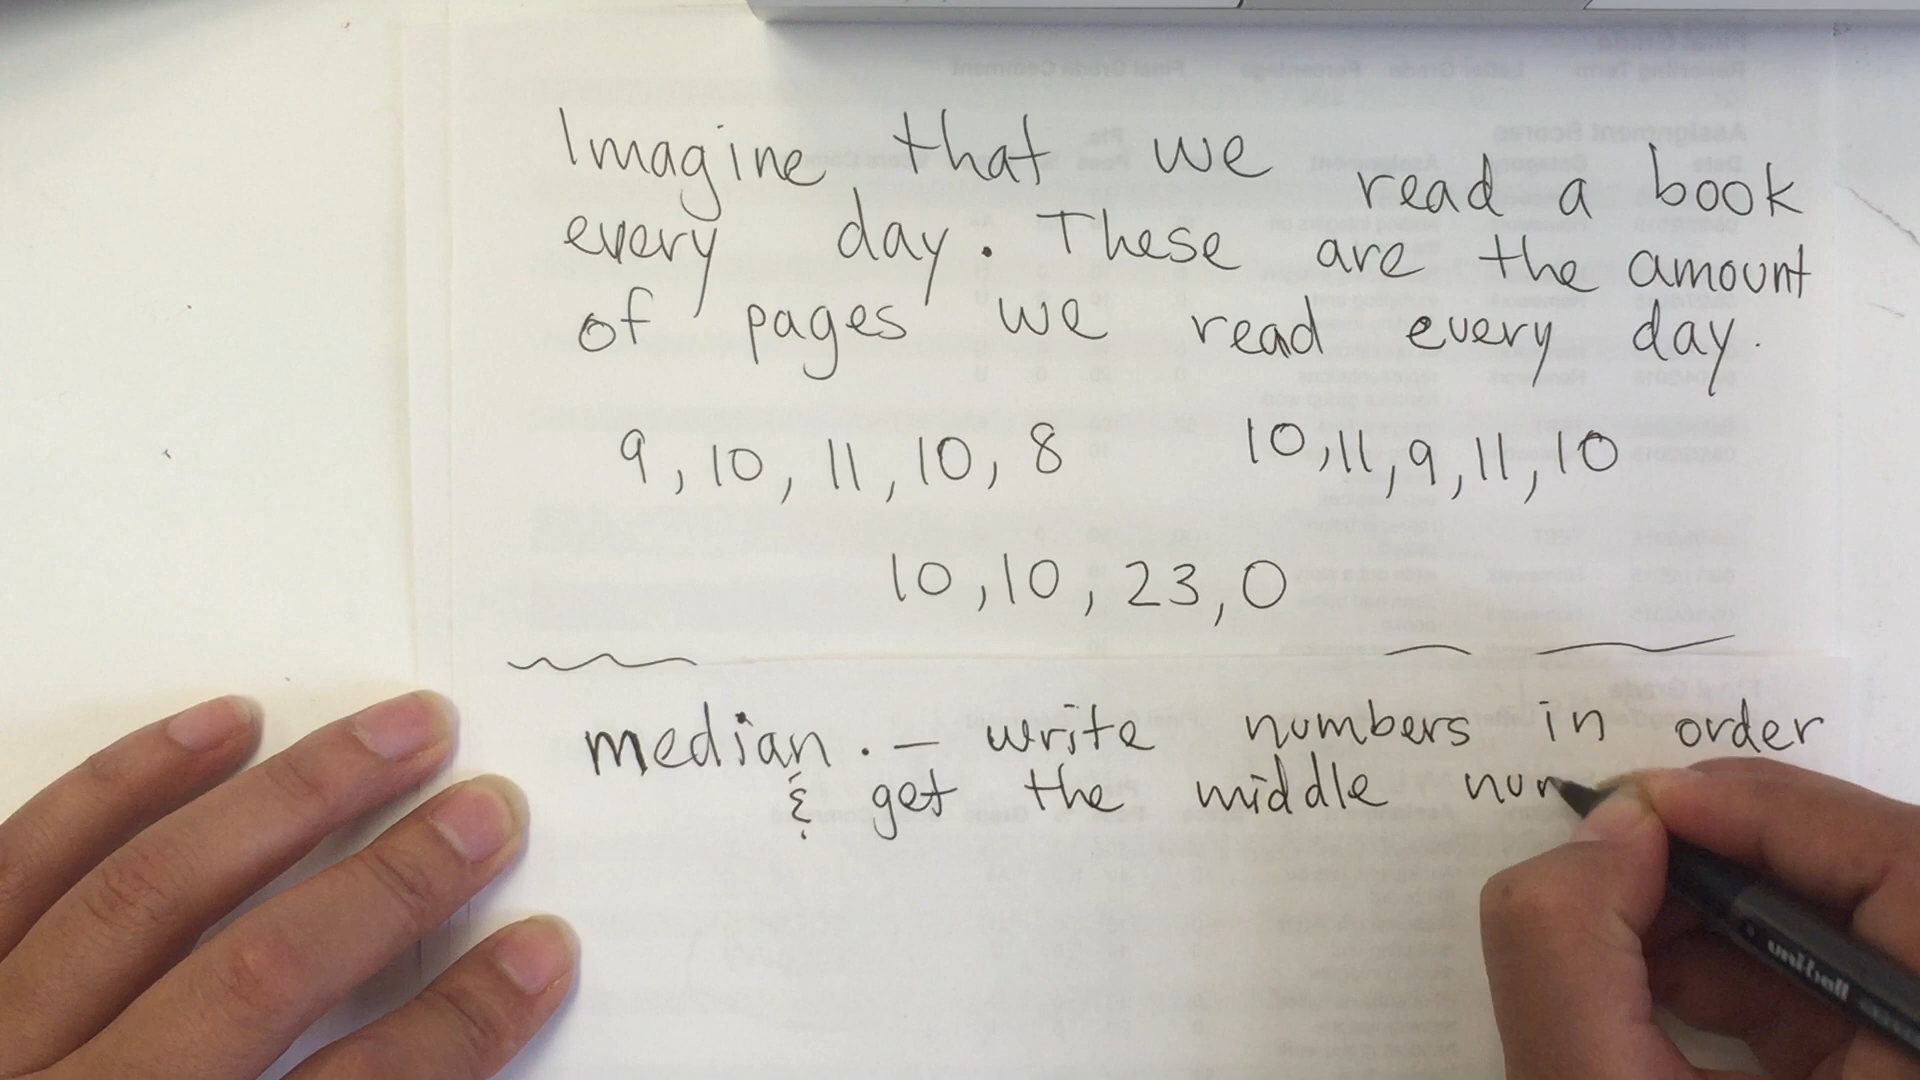 Imagine that we read a book
every day. These are the amount
of pages we read every day.
9, 10, 11, 10, 8 10, 11, 9, 11, 10
10, 10, 23, 0
median. - write numbers in order
& get the middle num
uniball